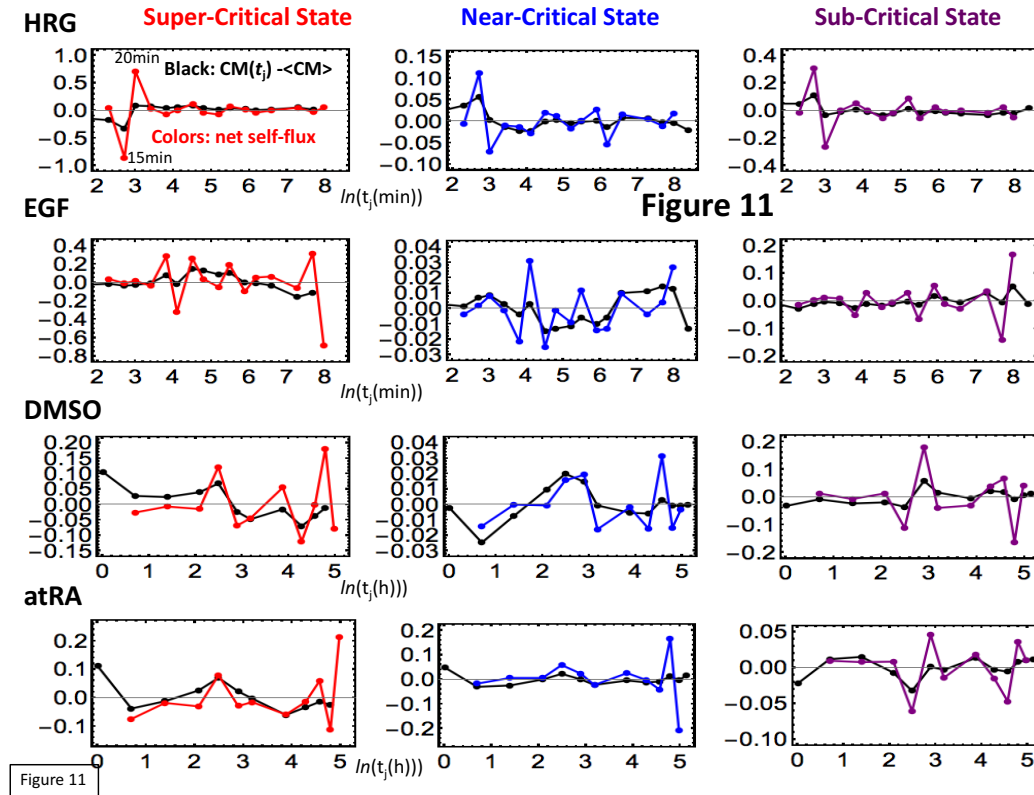 HRG
Super-Critical State
Near-Critical State
Sub-Critical State
1.0
0.5
0.0
−0.5
−1.0
20min
Black: CM(tj) -<CM>
Colors: net self-flux
15min
2 3 4 5 6 7 8
0.15
0.10
0.05
0.00
−0.05
−0.10
2 3 4 5 6 7 8
0.4
0.2
0.0
−0.2
−0.4
2 3 4 5 6 7 8
ln(tj(min))
Figure 11
EGF
0.4
0.2
0.0
−0.2
−0.4
−0.6
−0.8
2 3 4 5 6 7 8
0.04
0.03
0.02
0.01
0.00
−0.01
−0.02
−0.03
2 3 4 5 6 7 8
0.2
0.1
0.0
−0.1
−0.2
2 3 4 5 6 7 8
ln(tj(min))
DMSO
0.20
0.15
0.10
0.05
0.00
−0.05
−0.10
−0.15
0 1 2 3 4 5
0.04
0.03
0.02
0.01
0.00
−0.01
−0.02
−0.03
0 1 2 3 4 5
0.2
0.1
0.0
−0.1
−0.2
0 1 2 3 4 5
ln(tj(h)))
atRA
0.2
0.1
0.0
−0.1
0 1 2 3 4 5
0.2
0.1
0.0
−0.1
−0.2
0 1 2 3 4 5
0.05
0.00
−0.05
−0.10
0 1 2 3 4 5
ln(tj(h)))
Figure 11